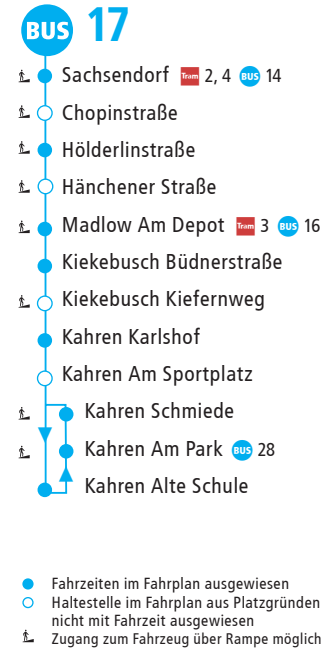 BUS 17
Sachsendorf Tram 2, 4 BUS 14
Chopinstraße
Hölderlinstraße
Hänchener Straße
Madlow Am Depot Tram 3 BUS 16
Kiekebusch Büdnerstraße
Kiekebusch Kiefernweg
Kahren Karlshof
Kahren Am Sportplatz
Kahren Schmiede
Kahren Am Park BUS 28
Kahren Alte Schule
Fahrzeiten im Fahrplan ausgewiesen
Haltestelle im Fahrplan aus Platzgründen
nicht mit Fahrzeit ausgewiesen
Zugang zum Fahrzeug über Rampe möglich